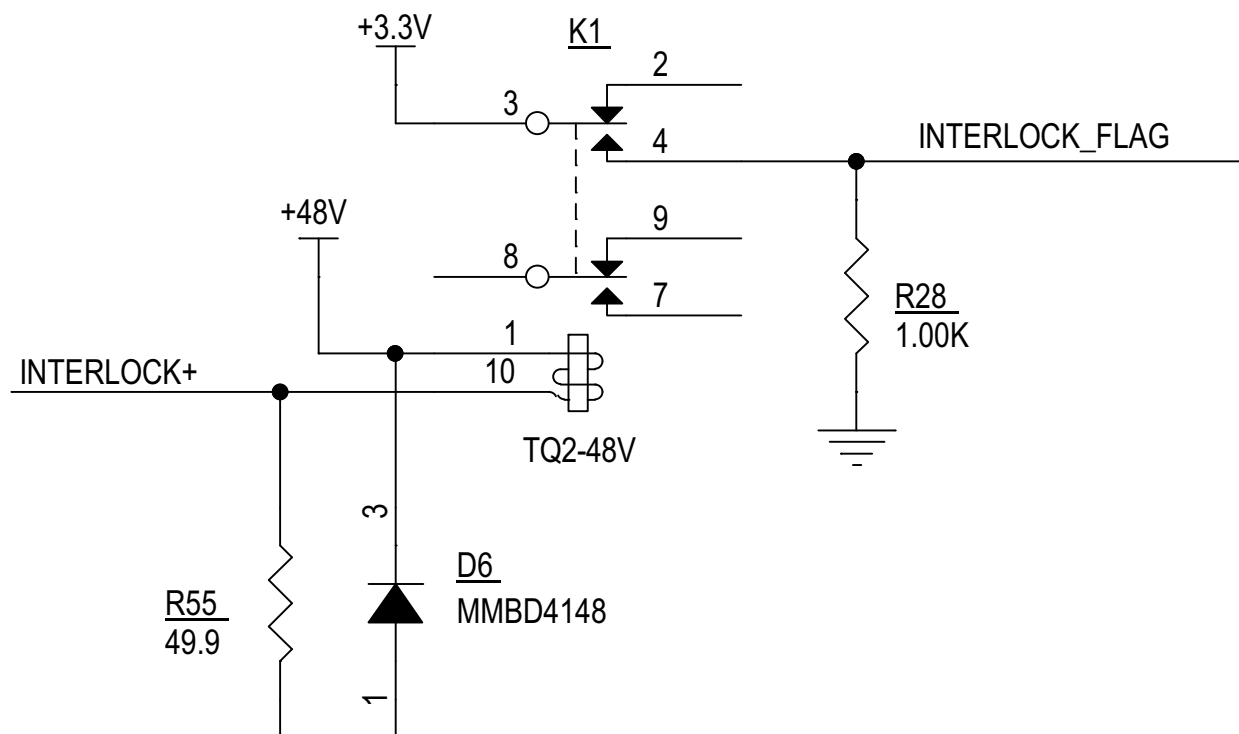 +3.3V
K1
2
3
4
INTERLOCK_FLAG
+48V
9
8
7
R28
1.00K
1
INTERLOCK+
10
TQ2-48V
3
D6
MMBD4148
R55
49.9
1